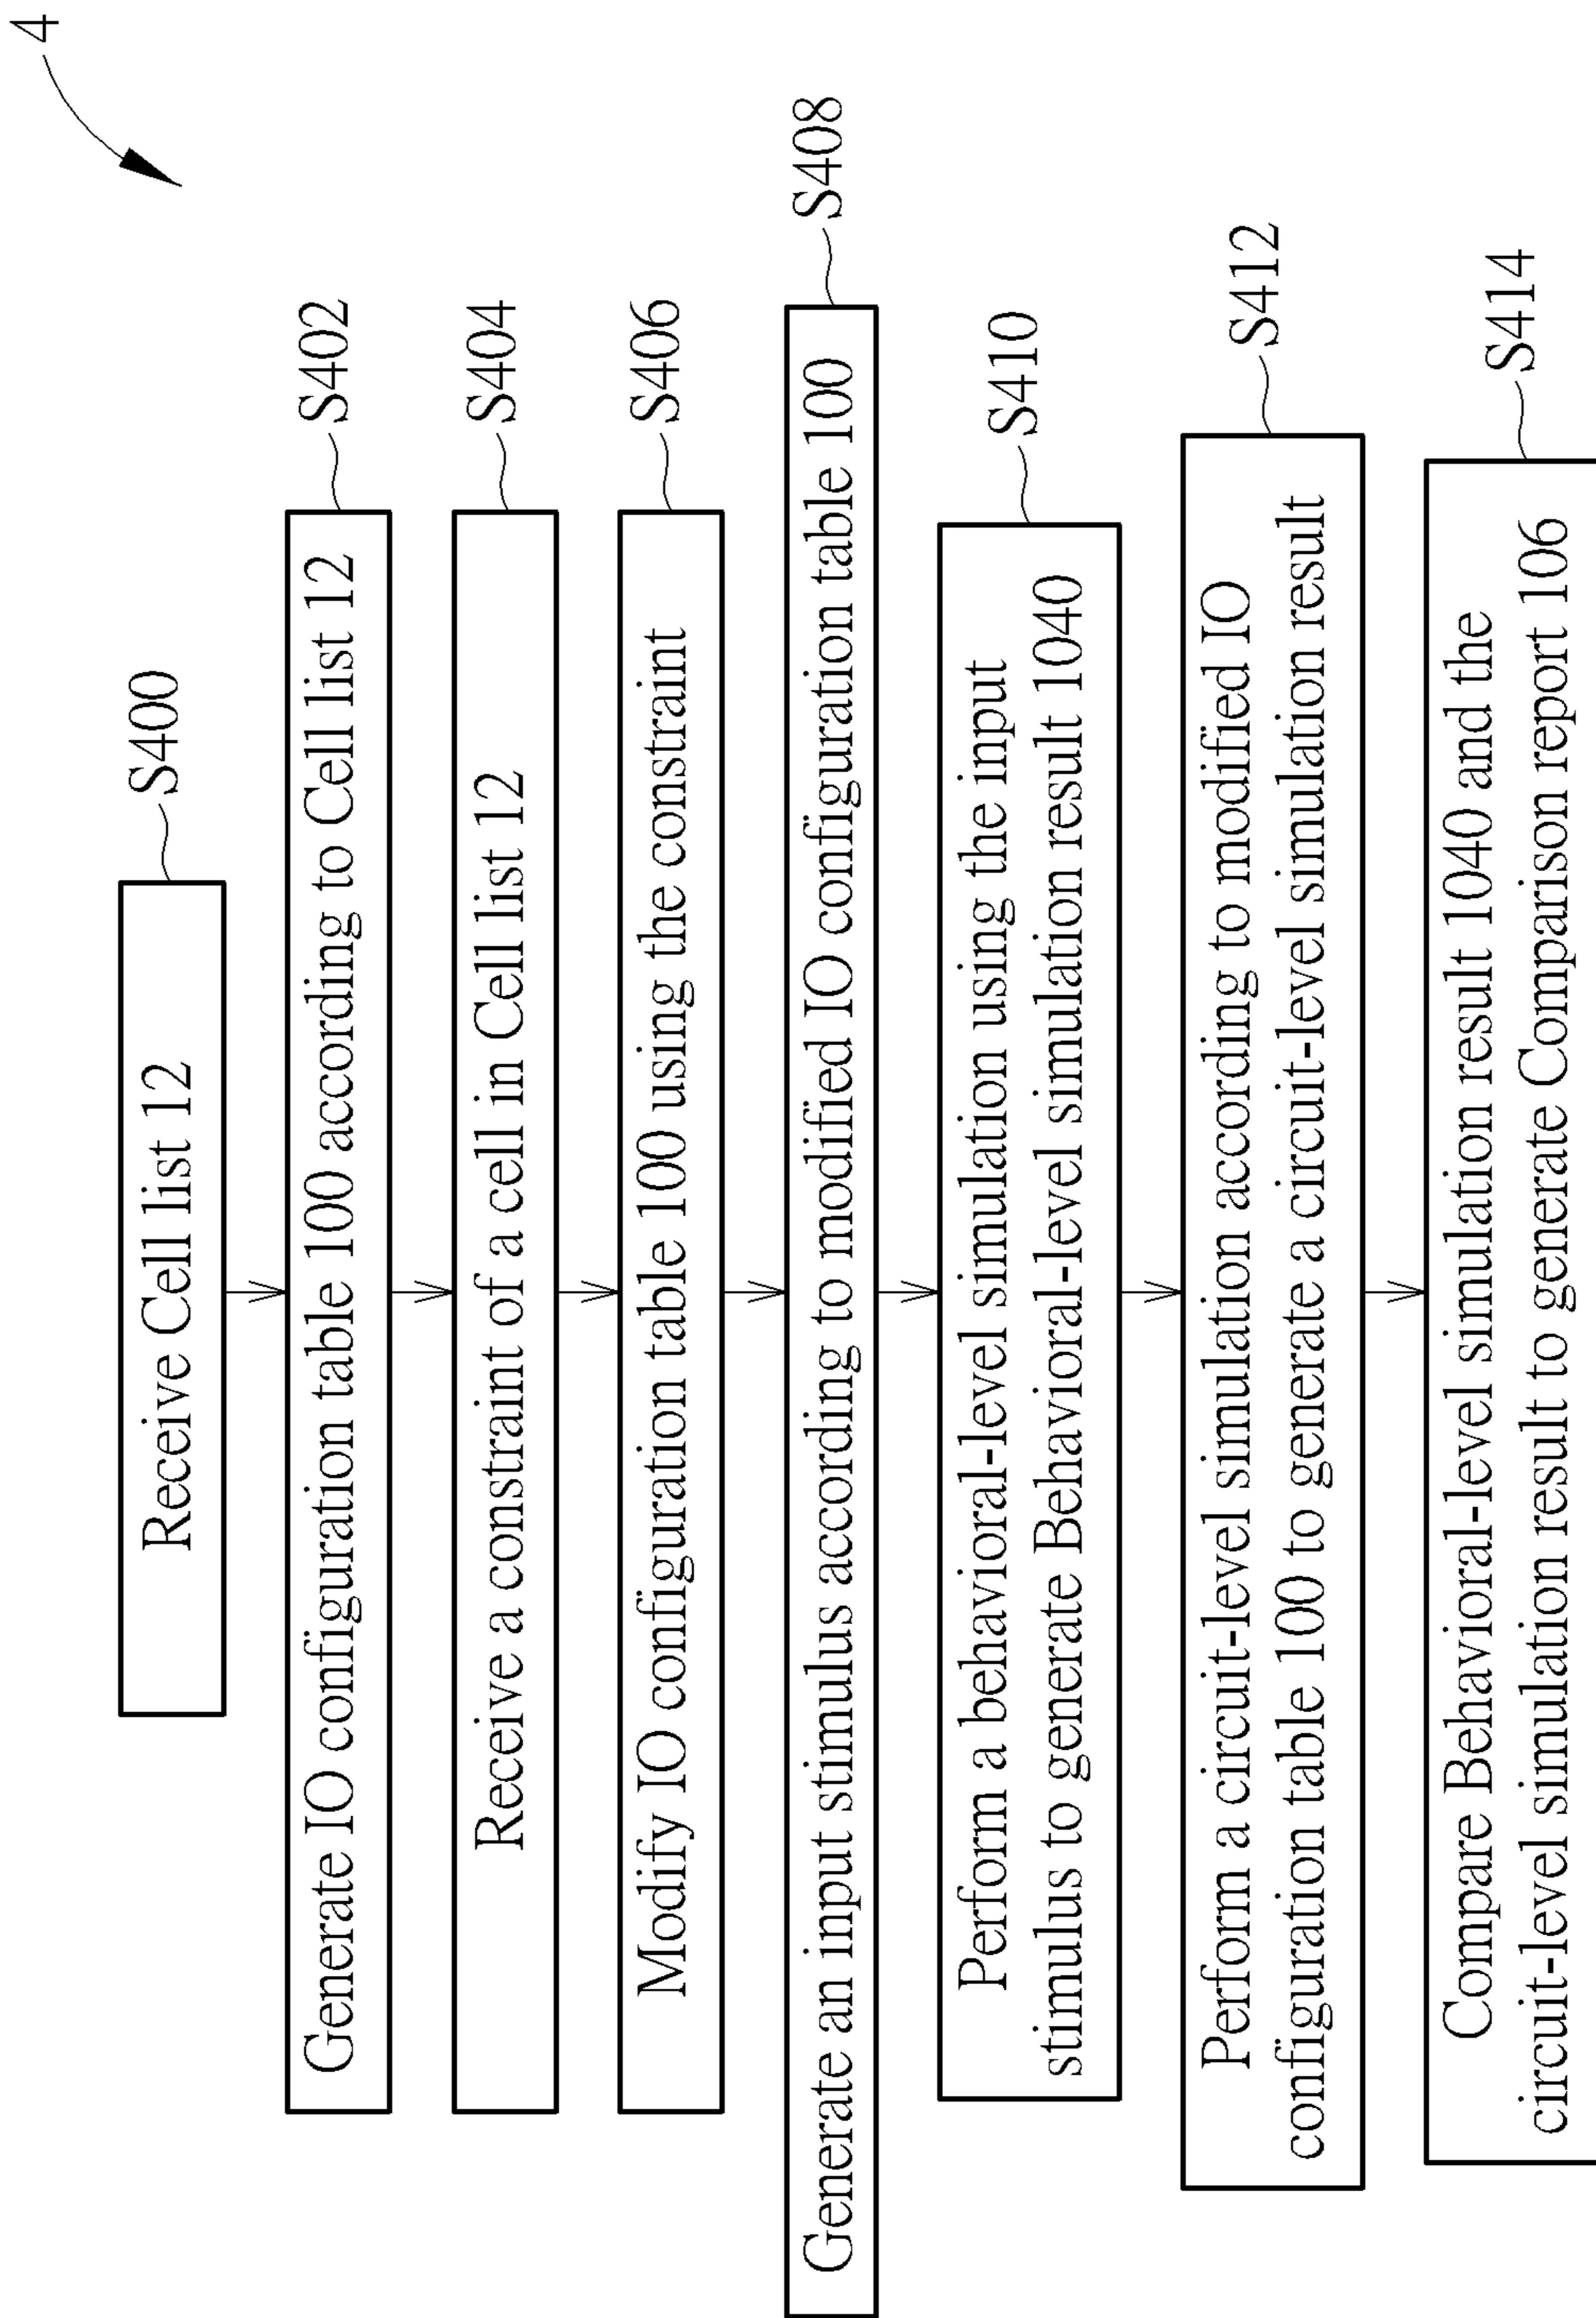 4
Receive Cell list 12
S400
Generate IO configuration table 100 according to Cell list 12
S402
Receive a constraint of a cell in Cell list 12
S404
Modify IO configuration table 100 using the constraint
S406
Generate an input stimulus according to modified IO configuration table 100
S408
Perform a behavioral-level simulation using the input
stimulus to generate Behavioral-level simulation result 1040
S410
Perform a circuit-level simulation according to modified IO
configuration table 100 to generate a circuit-level simulation result
S412
Compare Behavioral-level simulation result 1040 and the
circuit-level simulation result to generate Comparison report 106
S414